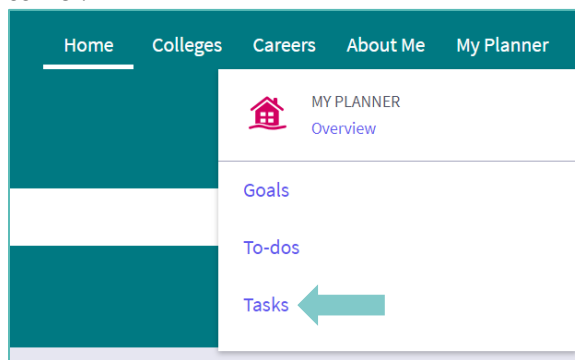 Home Colleges Careers About Me My Planner
MY PLANNER
Overview
Goals
To-dos
Tasks